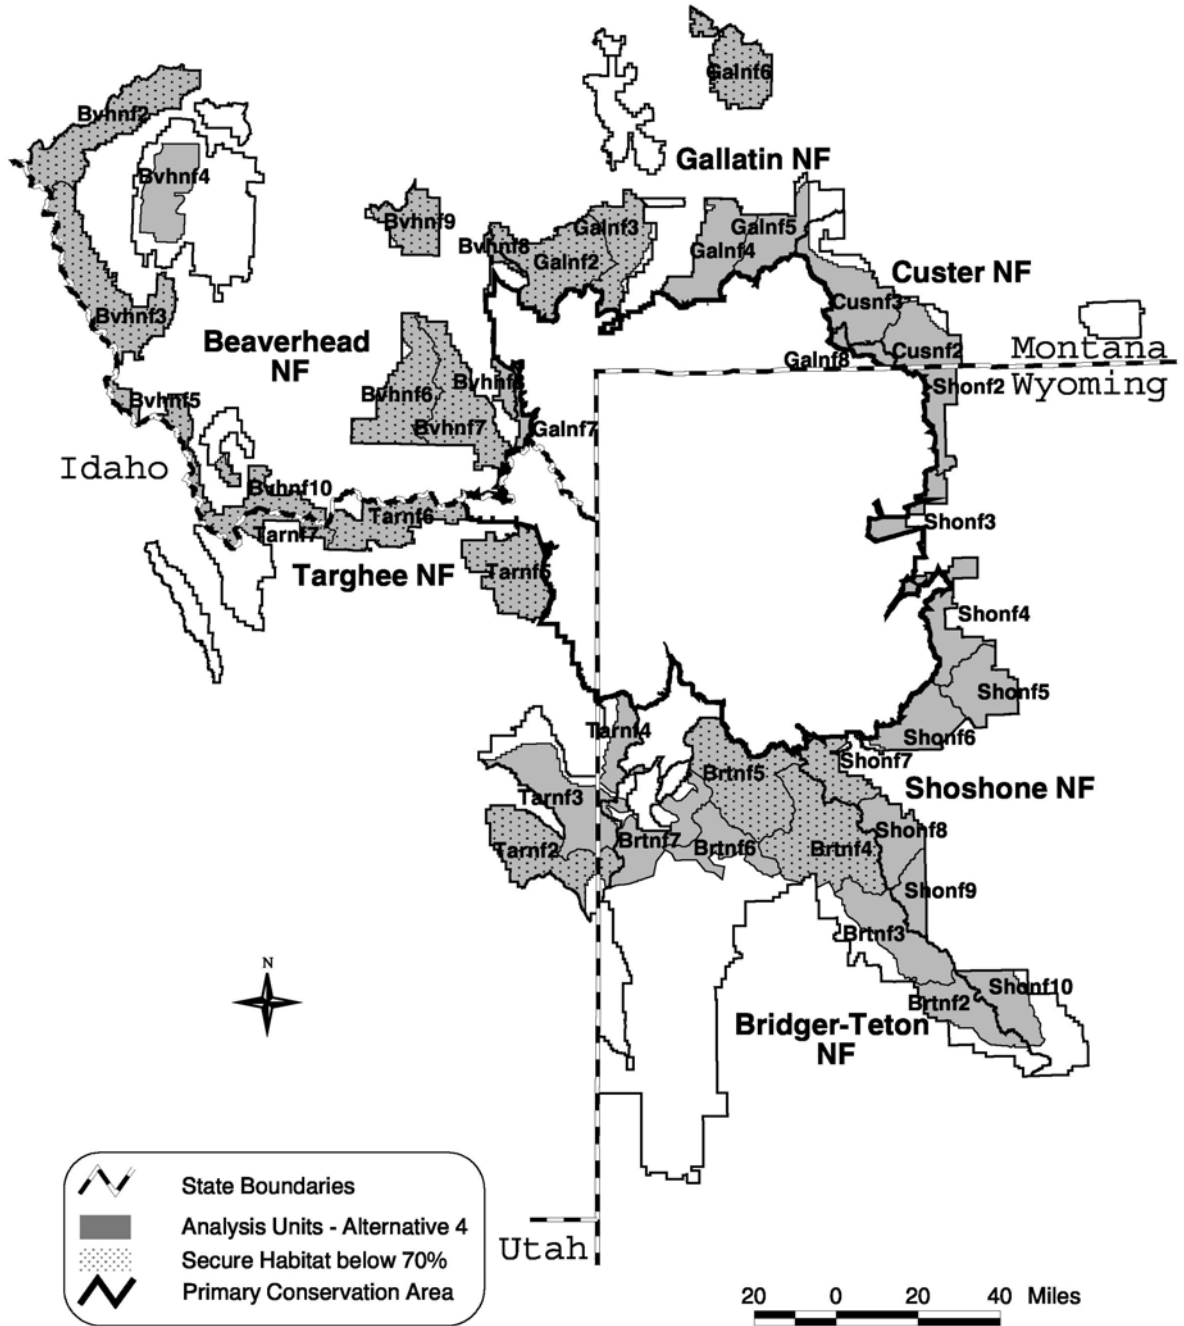 Galnf6
Bvhnf2
Gallatin NF
Bvhnf4
Bvhnf9
Galnf3
Galnf5
Bvhnf8
Galnf2
Galnf4
Custer NF
Bvhnf3
Cusnf3
Beaverhead
NF
Galnf8
Cusnf2
Montana
Wyoming
Bvhnf6
Bvhnf8
Shonf2
Bvhnf5
Bvhnf7
Galnf7
Idaho
Bvhnf10
Tarnf6
Shonf3
Tarnf7
Targhee NF
Tarnf5
Shonf4
Shonf5
Tarnf4
Shonf6
Shonf7
Brtnf5
Shoshone NF
Tarnf3
Shonf8
Tarnf2
Brtnf7
Brtnf6
Brtnf4
Shonf9
Brtnf3
N
Shonf10
Brtnf2
Bridger-Teton
NF
State Boundaries
Analysis Units - Alternative 4
Secure Habitat below 70%
Primary Conservation Area
Utah
20 0 20 40 Miles